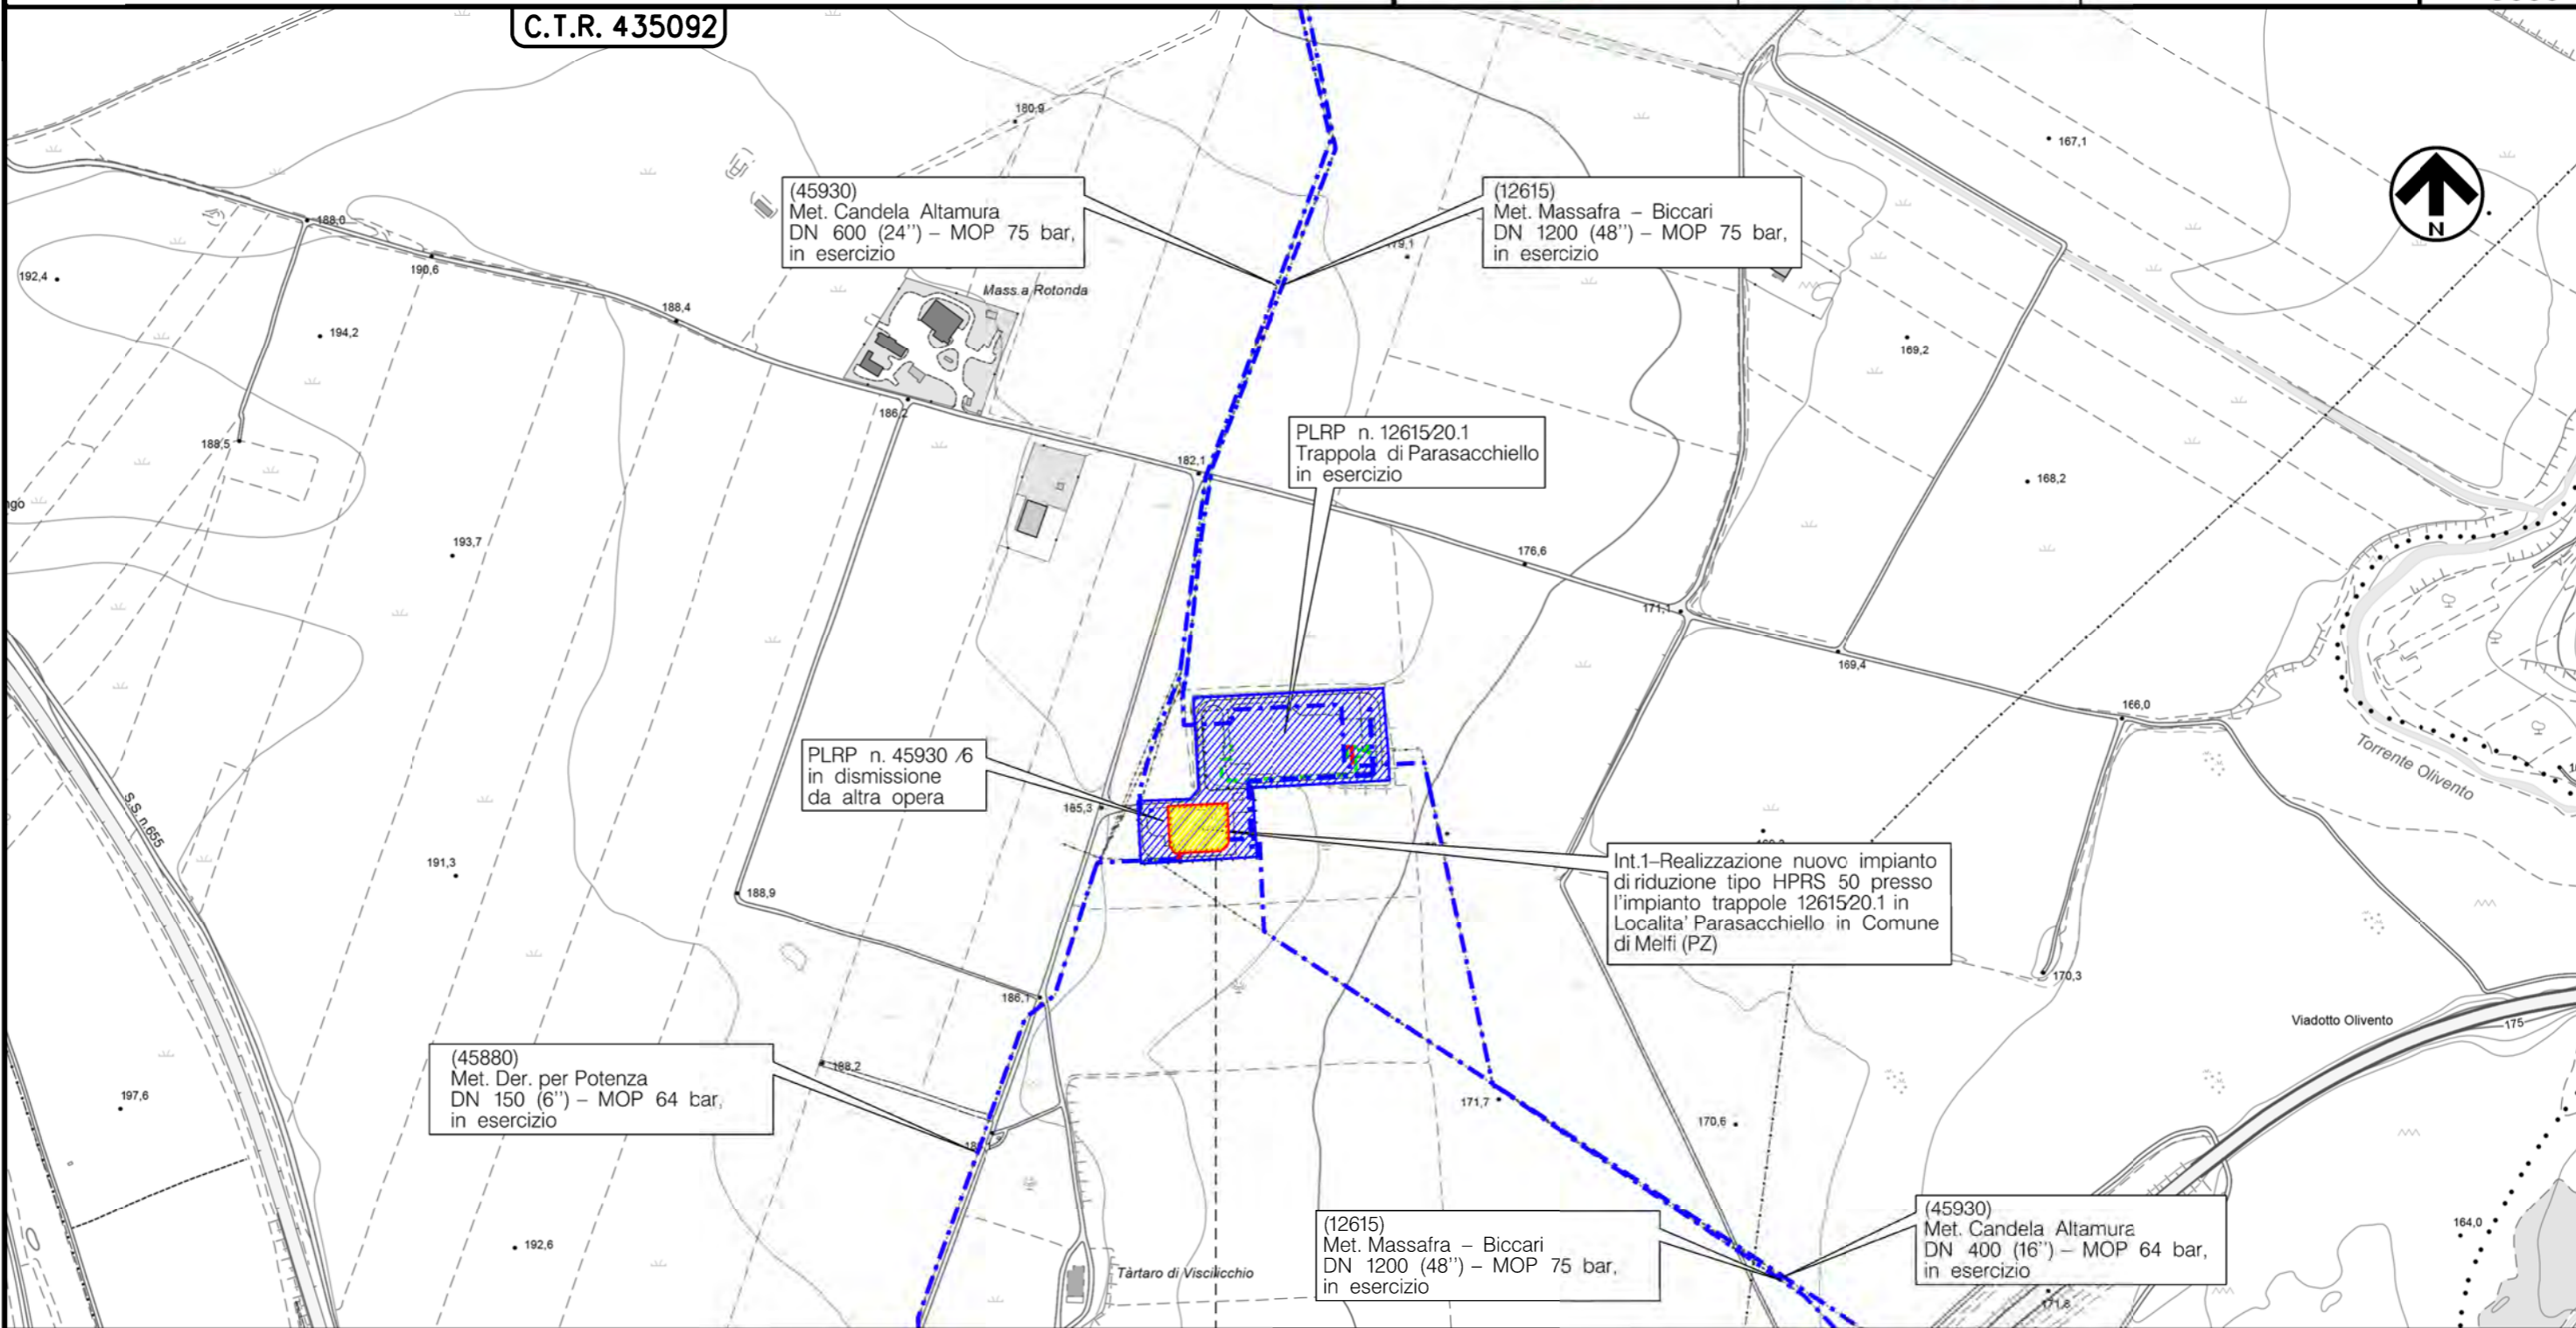 C.T.R. 435092
180,9
167,1
N
(45930)
Met. Candela Altamura
DN 600 (24'') – MOP 75 bar,
in esercizio
(12615)
Met. Massafra – Biccari
DN 1200 (48'') – MOP 75 bar,
in esercizio
188,0
190,6
192,4
Mass.a Rotonda
188,4
194,2
169,2
186,2
188,5
182,1
PLRP n. 12615/20.1
Trappola di Parasacchiello
in esercizio
168,2
193,7
176,6
171,1
169,4
166,0
Torrente Olivento
PLRP n. 45930 /6
in dismissione
da altra opera
185,3
S.S. n.655
191,3
188,9
Int.1–Realizzazione nuovo impianto
di riduzione tipo HPRS 50 presso
l'impianto trappole 12615/20.1 in
Localita' Parasacchiello in Comune
di Melfi (PZ)
170,3
186,1
Viadotto Olivento
175
(45880)
Met. Der. per Potenza
DN 150 (6'') – MOP 64 bar,
in esercizio
188,2
197,6
171,7
170,6
192,6
Tàrtaro di Viscilicchio
(12615)
Met. Massafra – Biccari
DN 1200 (48'') – MOP 75 bar,
in esercizio
(45930)
Met. Candela Altamura
DN 400 (16'') – MOP 64 bar,
in esercizio
164,0
171,8